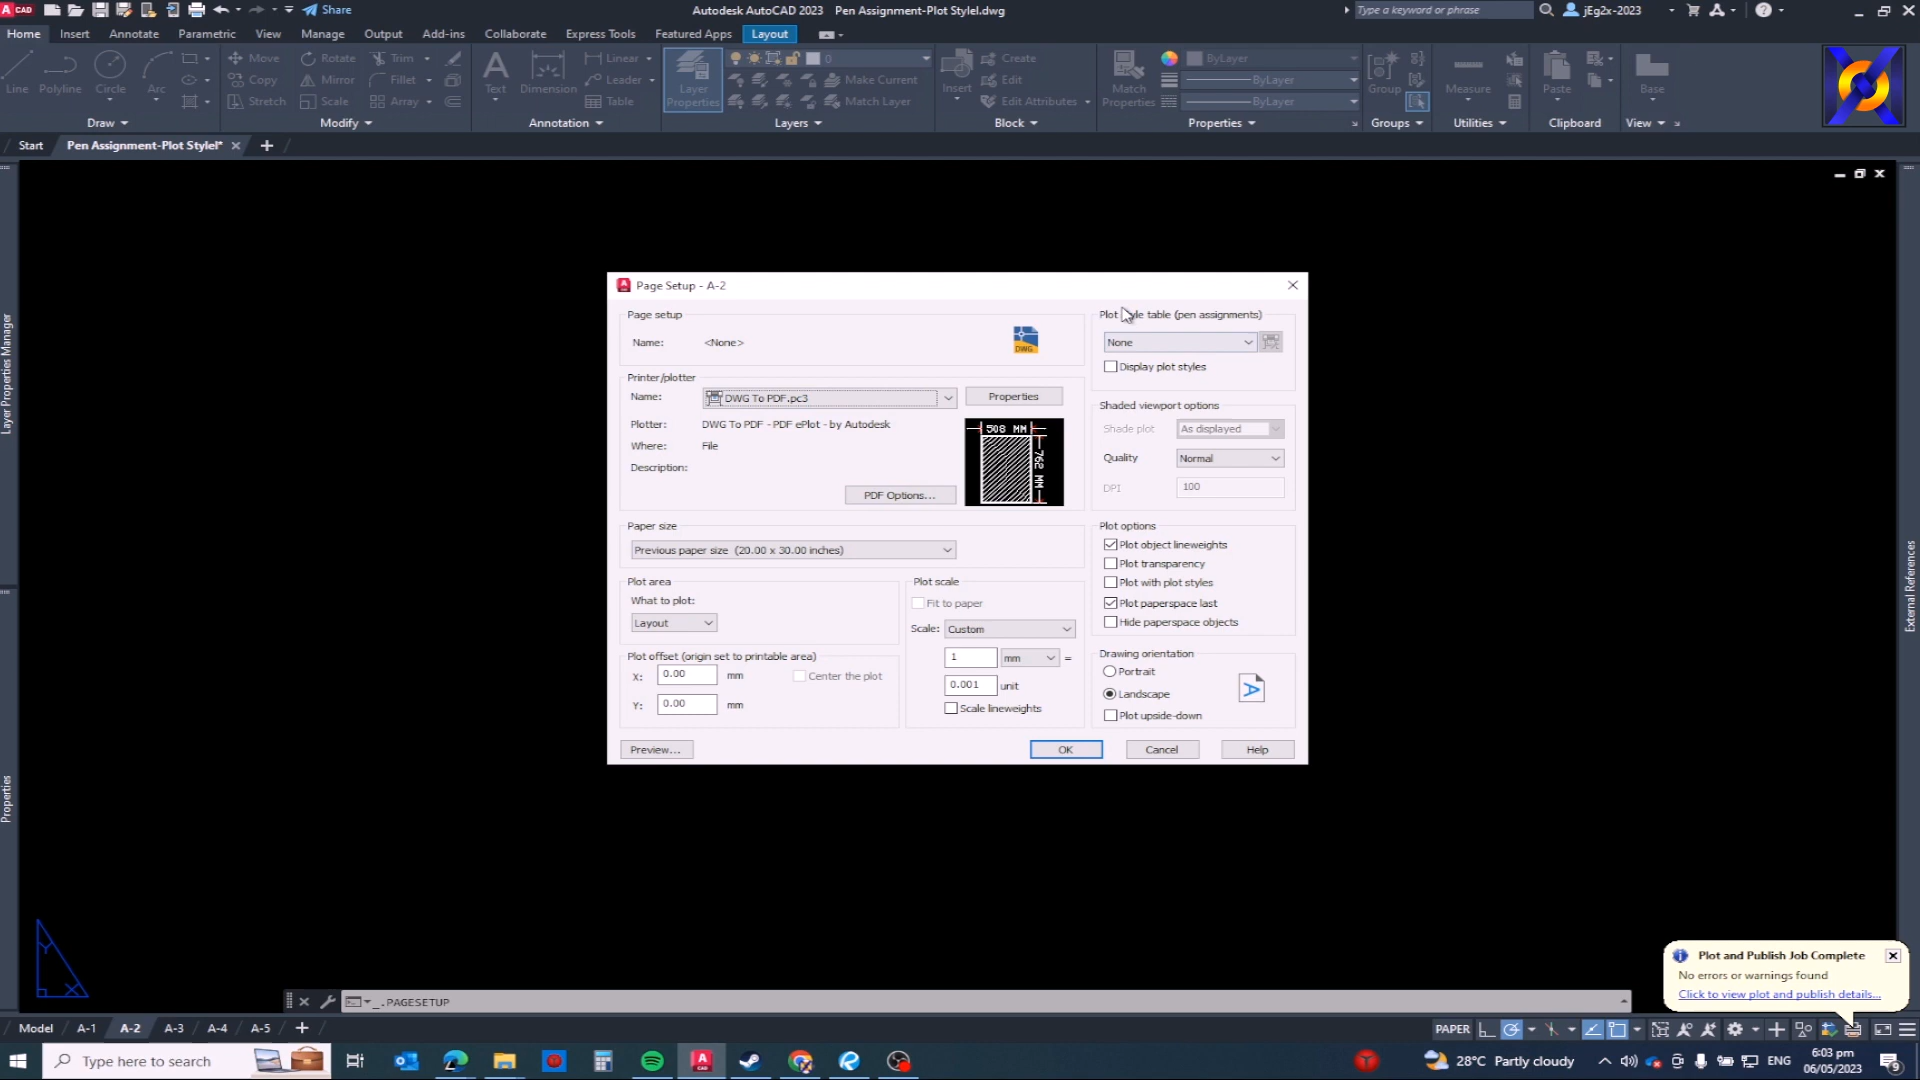 CAD Share Autodesk AutoCAD 2023 Pen Assignment-Plot Stylel.dwg Type a keyword or phrase jEg2x-2023
Home Insert Annotate Parametric View Manage Output Add-ins Collaborate Express Tools Featured Apps Layout
Line Polyline Circle Arc
Move Rotate Trim
Copy Mirror Fillet
Stretch Scale Array
Text Dimension
Linear
Leader
Table
Layer Properties
0
Make Current
Match Layer
Insert
Create
Edit
Edit Attributes
Match Properties
ByLayer
ByLayer
ByLayer
Group Measure Paste Base
Draw Modify Annotation Layers Block Properties Groups Utilities Clipboard View
Start Pen Assignment-Plot Stylel*
Layer Properties Manager
Properties
External References
Page Setup - A-2
Page setup
Name: <None>
DWG
Printer/plotter
Name: DWG To PDF.pc3 Properties
Plotter: DWG To PDF - PDF ePlot - by Autodesk
Where: File
Description:
508 MM
762 MM
PDF Options...
Paper size
Previous paper size (20.00 x 30.00 inches)
Plot area
What to plot:
Layout
Plot offset (origin set to printable area)
X: 0.00 mm Center the plot
Y: 0.00 mm
Plot scale
Fit to paper
Scale: Custom
1 mm =
0.001 unit
Scale lineweights
Plot style table (pen assignments)
None
Display plot styles
Shaded viewport options
Shade plot As displayed
Quality Normal
DPI 100
Plot options
Plot object lineweights
Plot transparency
Plot with plot styles
Plot paperspace last
Hide paperspace objects
Drawing orientation
Portrait
Landscape
Plot upside-down
Preview... OK Cancel Help
Y X
Plot and Publish Job Complete
No errors or warnings found
Click to view plot and publish details...
_.PAGESETUP
Model A-1 A-2 A-3 A-4 A-5 PAPER
Type here to search 28°C Partly cloudy ENG 6:03 pm
06/05/2023 9